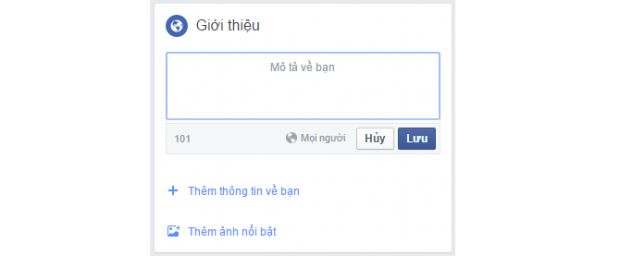 Giới thiệu
Mô tả về bạn
101 Mọi người Hủy Lưu
Thêm thông tin về bạn
Thêm ảnh nổi bật